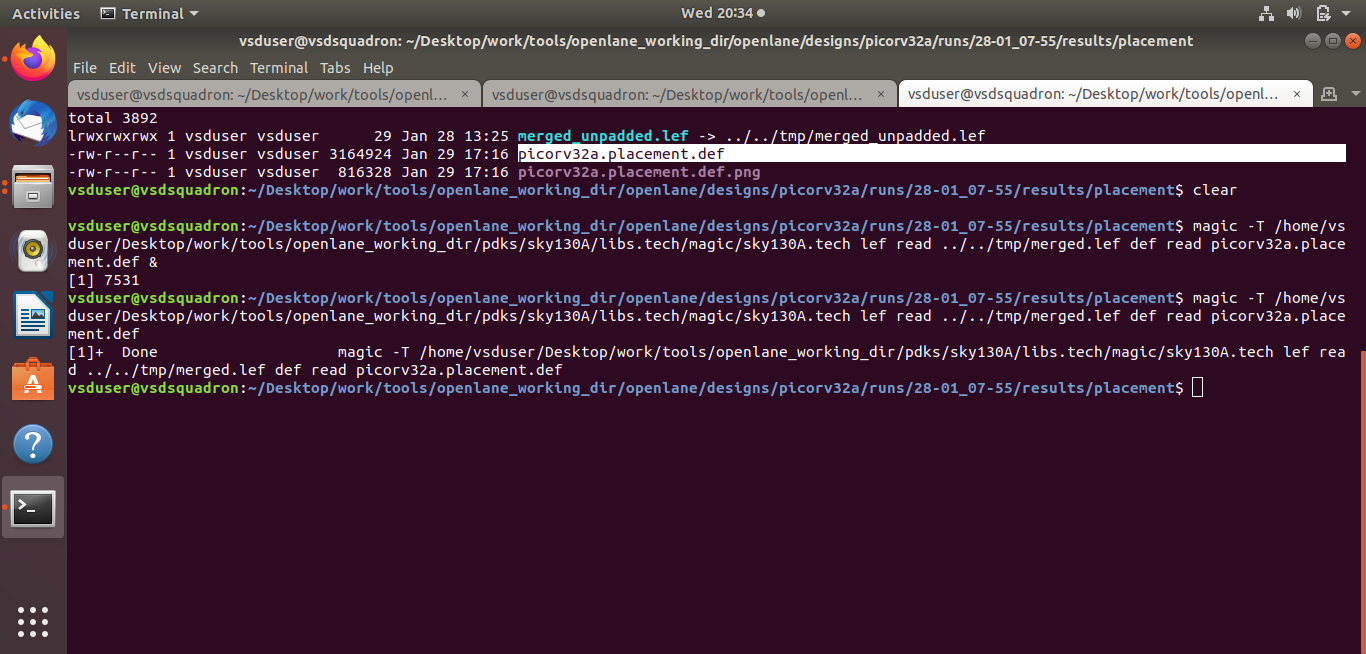 Activities Terminal Wed 20:34
vsduser@vsdsquadron: ~/Desktop/work/tools/openlane_working_dir/openlane/designs/picorv32a/runs/28-01_07-55/results/placement
File Edit View Search Terminal Tabs Help
vsduser@vsdsquadron: ~/Desktop/work/tools/openl... × vsduser@vsdsquadron: ~/Desktop/work/tools/openl... × vsduser@vsdsquadron: ~/Desktop/work/tools/openl... ×
total 3892
lrwxrwxrwx 1 vsduser vsduser      29 Jan 28 13:25 merged_unpadded.lef -> ../../tmp/merged_unpadded.lef
-rw-r--r-- 1 vsduser vsduser 3164924 Jan 29 17:16 picorv32a.placement.def
-rw-r--r-- 1 vsduser vsduser  816328 Jan 29 17:16 picorv32a.placement.def.png
vsduser@vsdsquadron:~/Desktop/work/tools/openlane_working_dir/openlane/designs/picorv32a/runs/28-01_07-55/results/placement$ clear
vsduser@vsdsquadron:~/Desktop/work/tools/openlane_working_dir/openlane/designs/picorv32a/runs/28-01_07-55/results/placement$ magic -T /home/vs
duser/Desktop/work/tools/openlane_working_dir/pdks/sky130A/libs.tech/magic/sky130A.tech lef read ../../tmp/merged.lef def read picorv32a.place
ment.def &
[1] 7531
vsduser@vsdsquadron:~/Desktop/work/tools/openlane_working_dir/openlane/designs/picorv32a/runs/28-01_07-55/results/placement$ magic -T /home/vs
duser/Desktop/work/tools/openlane_working_dir/pdks/sky130A/libs.tech/magic/sky130A.tech lef read ../../tmp/merged.lef def read picorv32a.place
ment.def
[1]+  Done                    magic -T /home/vsduser/Desktop/work/tools/openlane_working_dir/pdks/sky130A/libs.tech/magic/sky130A.tech lef rea
d ../../tmp/merged.lef def read picorv32a.placement.def
vsduser@vsdsquadron:~/Desktop/work/tools/openlane_working_dir/openlane/designs/picorv32a/runs/28-01_07-55/results/placement$